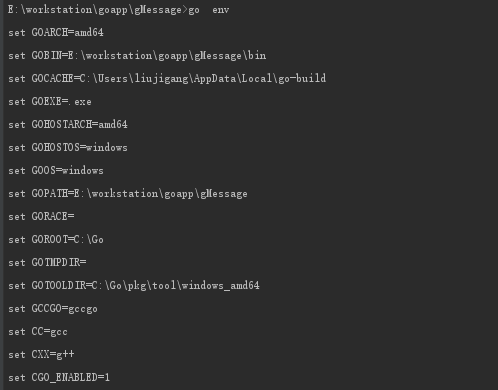 E:\workstation\goapp\gMessage>go  env
set GOARCH=amd64
set GOBIN=E:\workstation\goapp\gMessage\bin
set GOCACHE=C:\Users\liujigang\AppData\Local\go-build
set GOEXE=.exe
set GOHOSTARCH=amd64
set GOHOSTOS=windows
set GOOS=windows
set GOPATH=E:\workstation\goapp\gMessage
set GORACE=
set GOROOT=C:\Go
set GOTMPDIR=
set GOTOOLDIR=C:\Go\pkg\tool\windows_amd64
set GCCGO=gccgo
set CC=gcc
set CXX=g++
set CGO_ENABLED=1